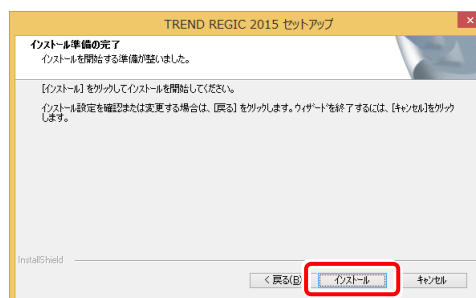 TREND REGIC 2015 セットアップ
インストール準備の完了
インストールを開始する準備が整いました。
[インストール] をクリックしてインストールを開始してください。
インストール設定を確認または変更する場合は、[戻る] をクリックします。ウィザードを終了するには、[キャンセル]をクリック
します。
InstallShield
< 戻る(B) インストール キャンセル